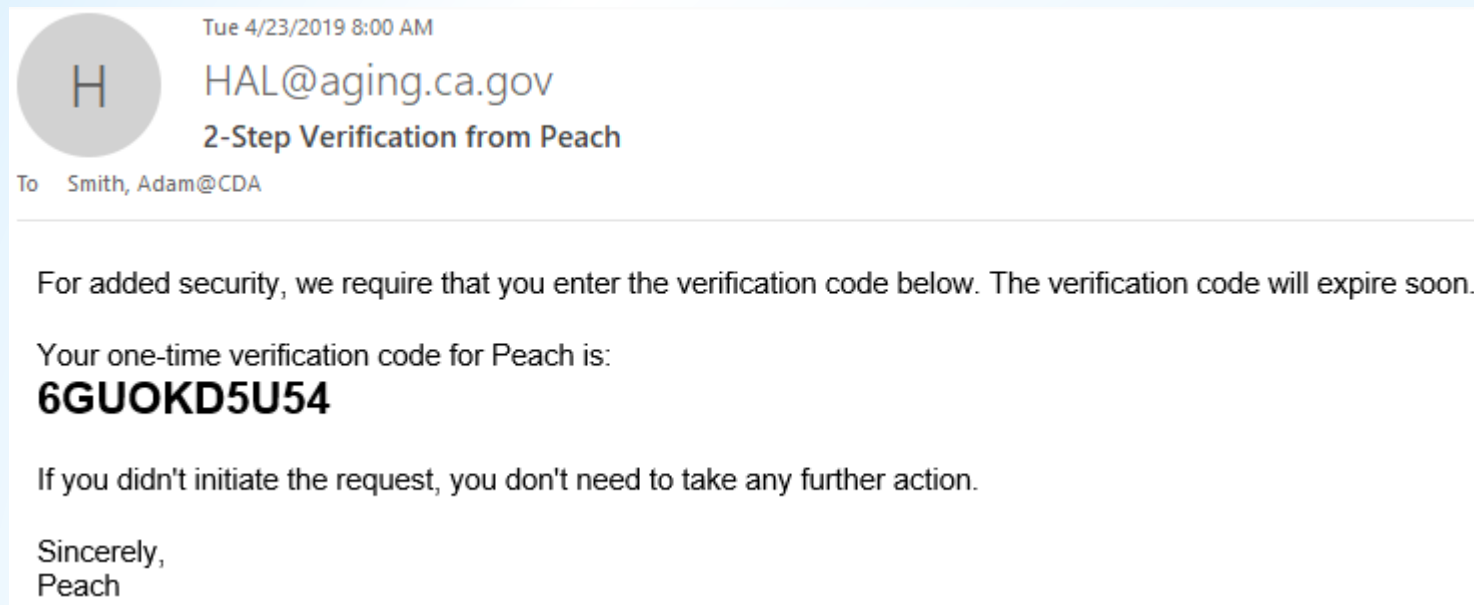 Tue 4/23/2019 8:00 AM
H
HAL@aging.ca.gov
2-Step Verification from Peach
To Smith, Adam@CDA
For added security, we require that you enter the verification code below. The verification code will expire soon.
Your one-time verification code for Peach is:
6GUOKD5U54
If you didn't initiate the request, you don't need to take any further action.
Sincerely,
Peach